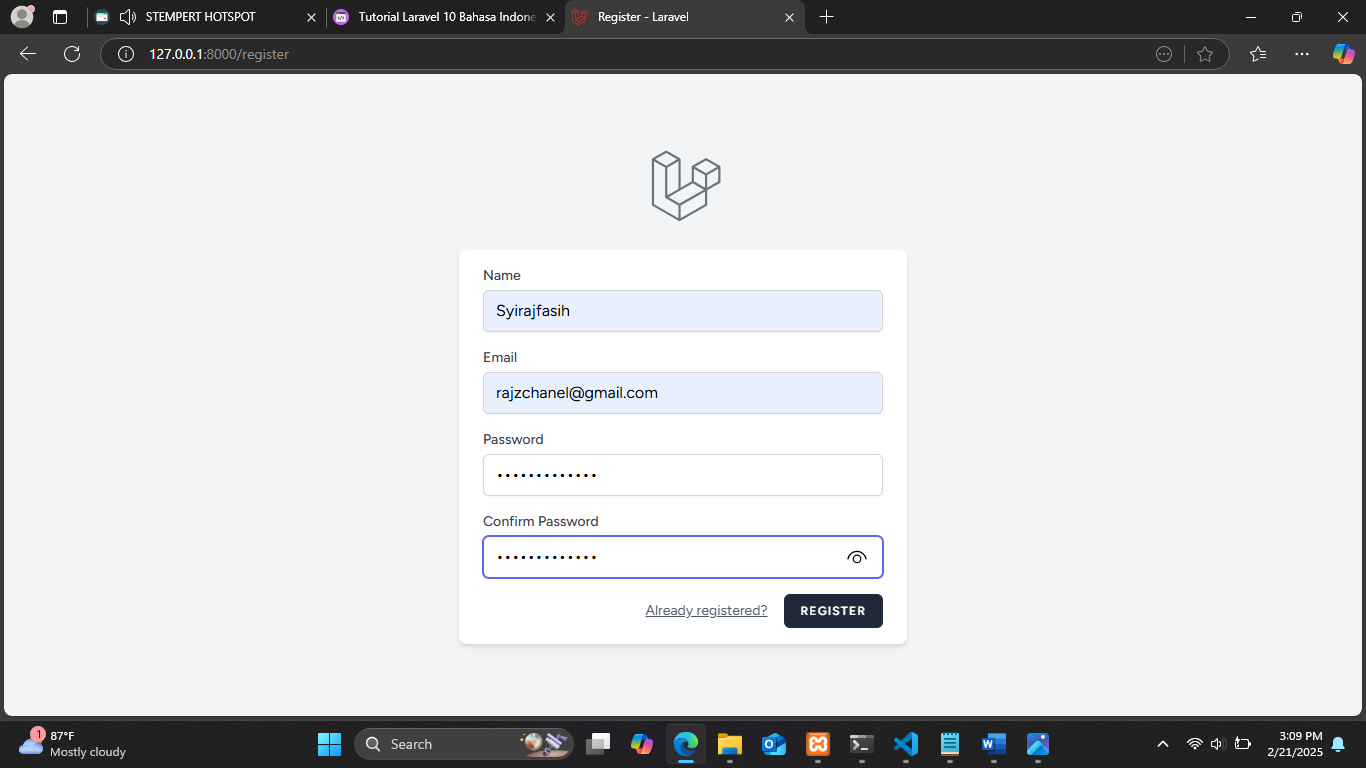 STEMPERT HOTSPOT
Tutorial Laravel 10 Bahasa Indone
Register - Laravel
127.0.0.1:8000/register
Name
Syirajfasih
Email
rajzchanel@gmail.com
Password
•••••••••••••
Confirm Password
•••••••••••••
Already registered?
REGISTER
1
87°F
Mostly cloudy
Search
3:09 PM
2/21/2025